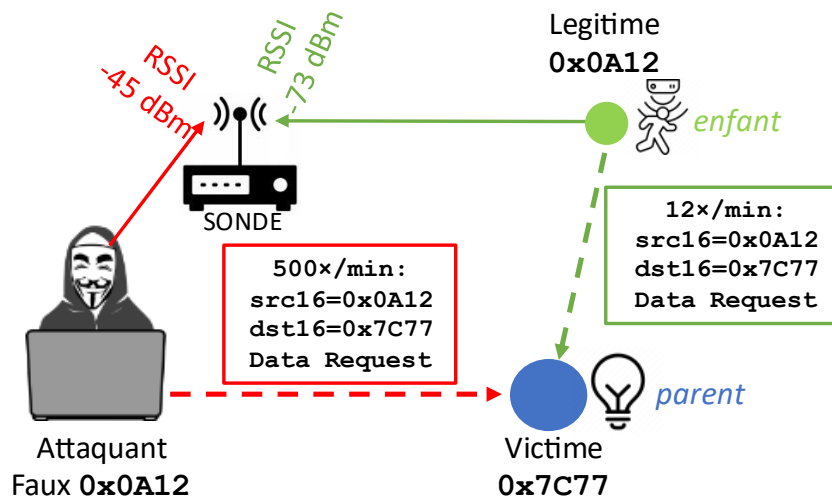 Legitime
0x0A12
RSSI
-45 dBm
RSSI
-73 dBm
enfant
SONDE
12×/min:
src16=0x0A12
dst16=0x7C77
Data Request
500×/min:
src16=0x0A12
dst16=0x7C77
Data Request
parent
Attaquant
Faux 0x0A12
Victime
0x7C77